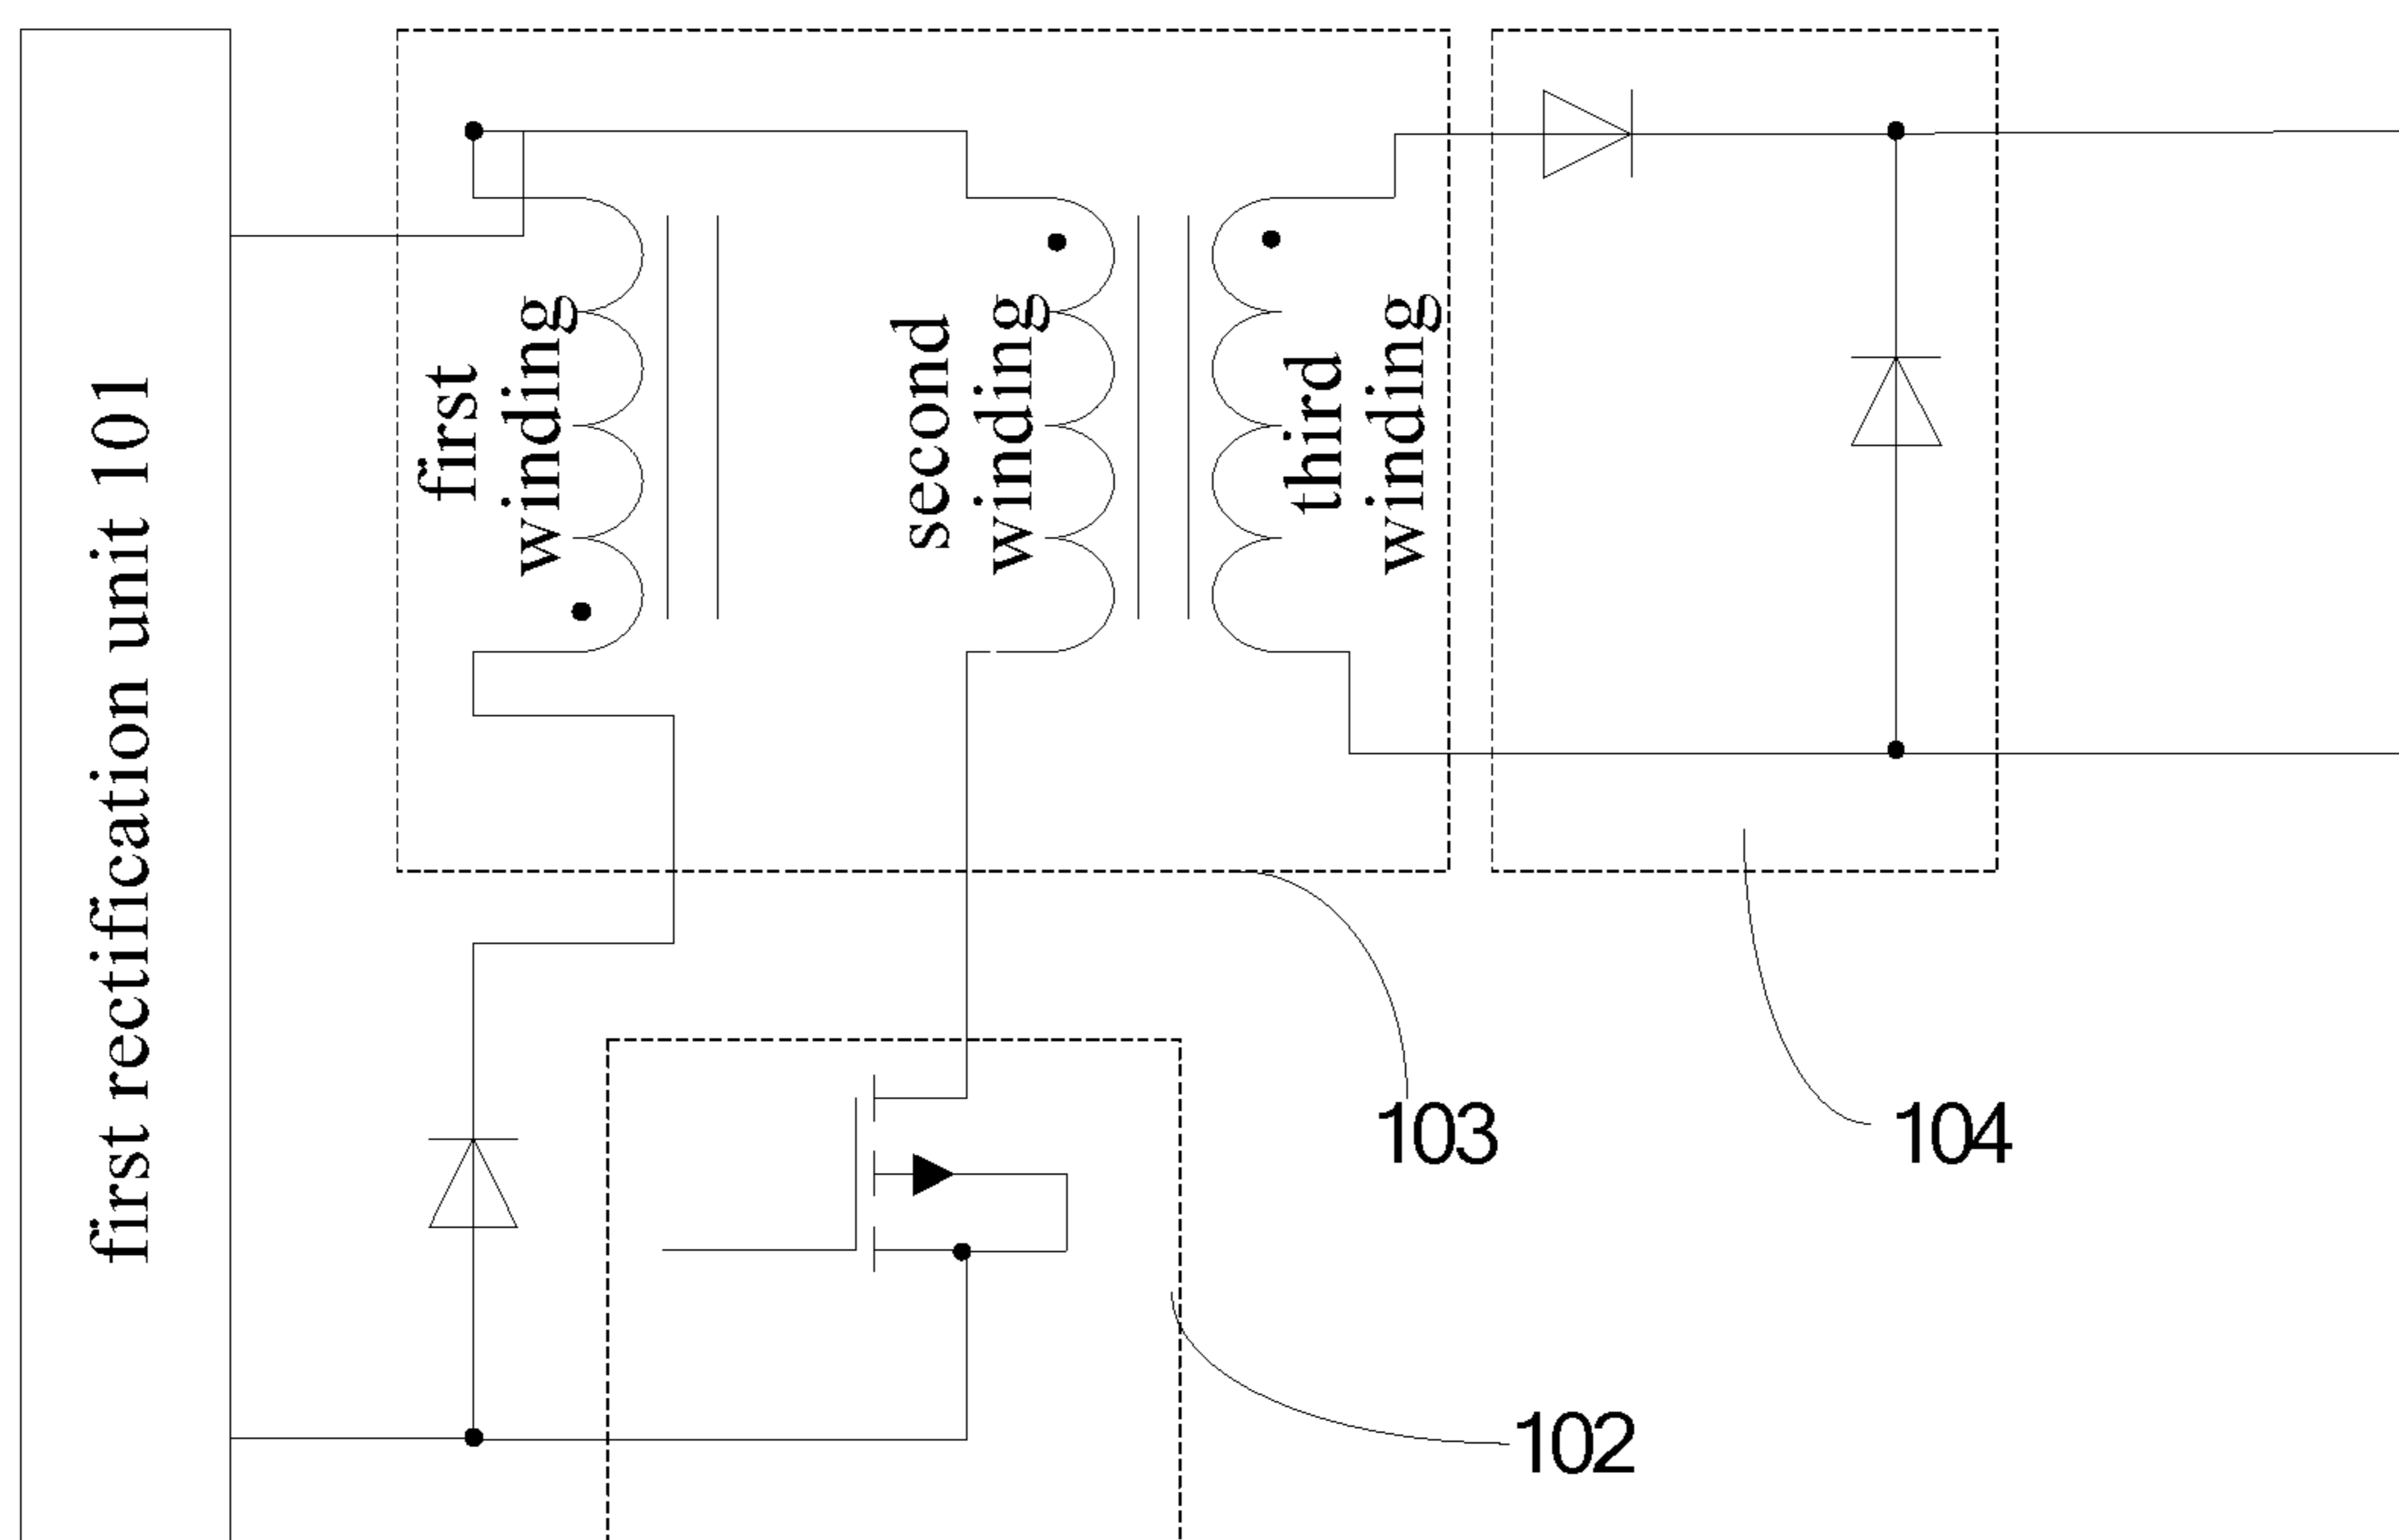 first rectification unit 101
first
winding
second
winding
third
winding
103
104
102